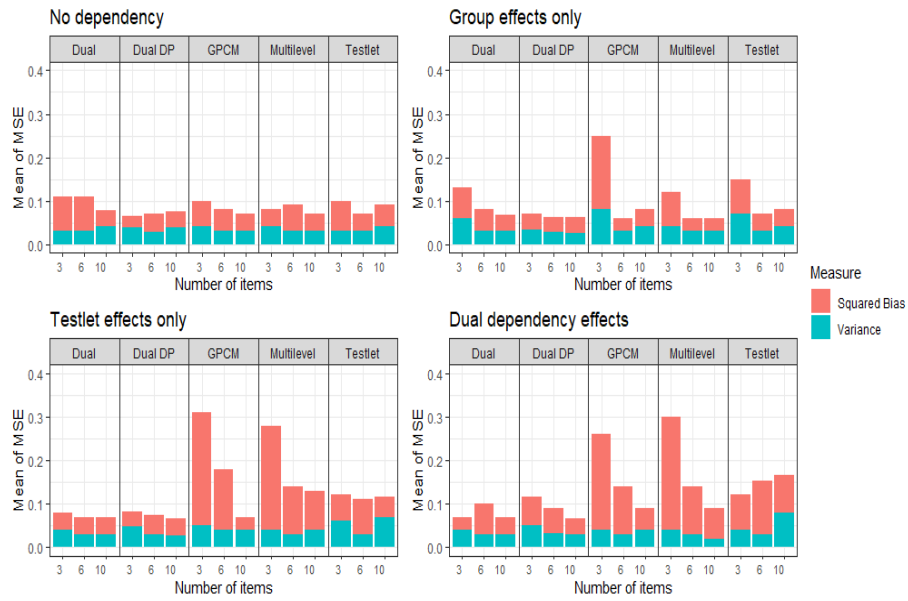 No dependency
Dual Dual DP GPCM Multilevel Testlet
0.4
0.3
0.2
0.1
0.0
Mean of MSE
3 6 10 3 6 10 3 6 10 3 6 10 3 6 10
Number of items
Group effects only
Dual Dual DP GPCM Multilevel Testlet
0.4
0.3
0.2
0.1
0.0
Mean of MSE
3 6 10 3 6 10 3 6 10 3 6 10 3 6 10
Number of items
Testlet effects only
Dual Dual DP GPCM Multilevel Testlet
0.4
0.3
0.2
0.1
0.0
Mean of MSE
3 6 10 3 6 10 3 6 10 3 6 10 3 6 10
Number of items
Dual dependency effects
Dual Dual DP GPCM Multilevel Testlet
0.4
0.3
0.2
0.1
0.0
Mean of MSE
3 6 10 3 6 10 3 6 10 3 6 10 3 6 10
Number of items
Measure
Squared Bias
Variance